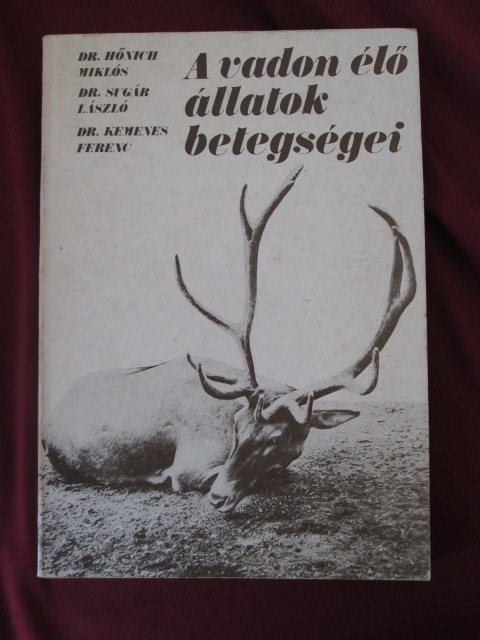 DR. HŐNICH
MIKLÓS
DR. SUGÁR
LÁSZLÓ
DR. KEMENES
FERENC
A vadon élő
állatok
betegségei